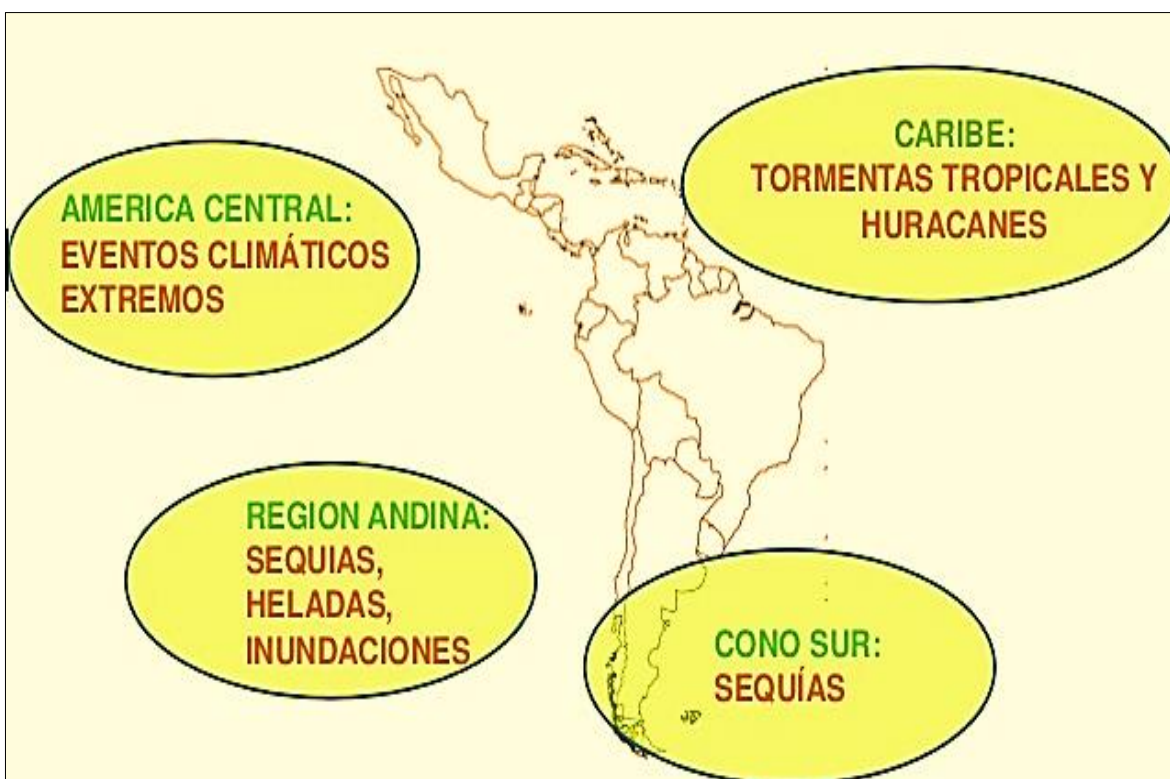 CARIBE:
TORMENTAS TROPICALES Y
HURACANES
AMERICA CENTRAL:
EVENTOS CLIMÁTICOS
EXTREMOS
REGION ANDINA:
SEQUIAS,
HELADAS,
INUNDACIONES
CONO SUR:
SEQUÍAS